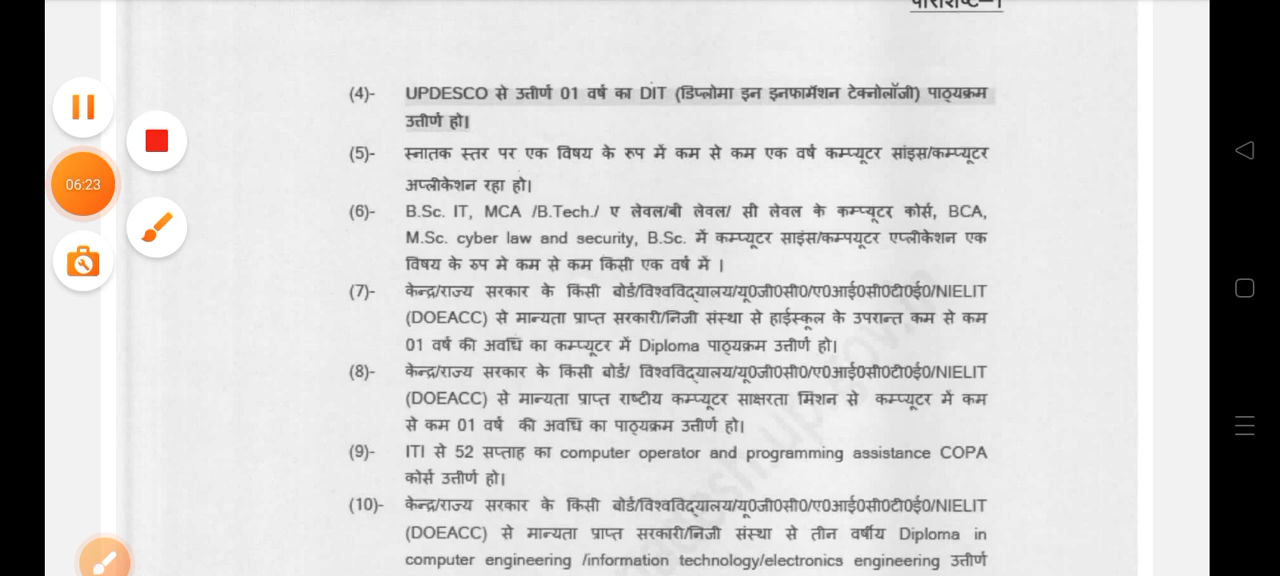 परिशिष्ट–1
(4)- UPDESCO से उत्तीर्ण 01 वर्ष का DIT (डिप्लोमा इन इनफार्मेशन टेक्नोलॉजी) पाठ्यक्रम
उत्तीर्ण हो।
(5)- स्नातक स्तर पर एक विषय के रुप में कम से कम एक वर्ष कम्प्यूटर सांइस/कम्प्यूटर
अप्लीकेशन रहा हो।
(6)- B.Sc. IT, MCA /B.Tech./ ए लेवल/बी लेवल/ सी लेवल के कम्प्यूटर कोर्स, BCA,
M.Sc. cyber law and security, B.Sc. में कम्प्यूटर साइंस/कम्पयूटर एप्लीकेशन एक
विषय के रुप मे कम से कम किसी एक वर्ष में ।
(7)- केन्द्र/राज्य सरकार के किसी बोर्ड/विश्वविद्यालय/यू0जी0सी0/ए0आई0सी0टी0ई0/NIELIT
(DOEACC) से मान्यता प्राप्त सरकारी/निजी संस्था से हाईस्कूल के उपरान्त कम से कम
01 वर्ष की अवधि का कम्प्यूटर में Diploma पाठ्यक्रम उत्तीर्ण हो।
(8)- केन्द्र/राज्य सरकार के किसी बोर्ड/ विश्वविद्यालय/यू0जी0सी0/ए0आई0सी0टी0ई0/NIELIT
(DOEACC) से मान्यता प्राप्त राष्टीय कम्प्यूटर साक्षरता मिशन से कम्प्यूटर में कम
से कम 01 वर्ष की अवधि का पाठ्यक्रम उत्तीर्ण हो।
(9)- ITI से 52 सप्ताह का computer operator and programming assistance COPA
कोर्स उत्तीर्ण हो।
(10)- केन्द्र/राज्य सरकार के किसी बोर्ड/विश्वविद्यालय/यू0जी0सी0/ए0आई0सी0टी0ई0/NIELIT
(DOEACC) से मान्यता प्राप्त सरकारी/निजी संस्था से तीन वर्षीय Diploma in
computer engineering /information technology/electronics engineering उत्तीर्ण
06:23